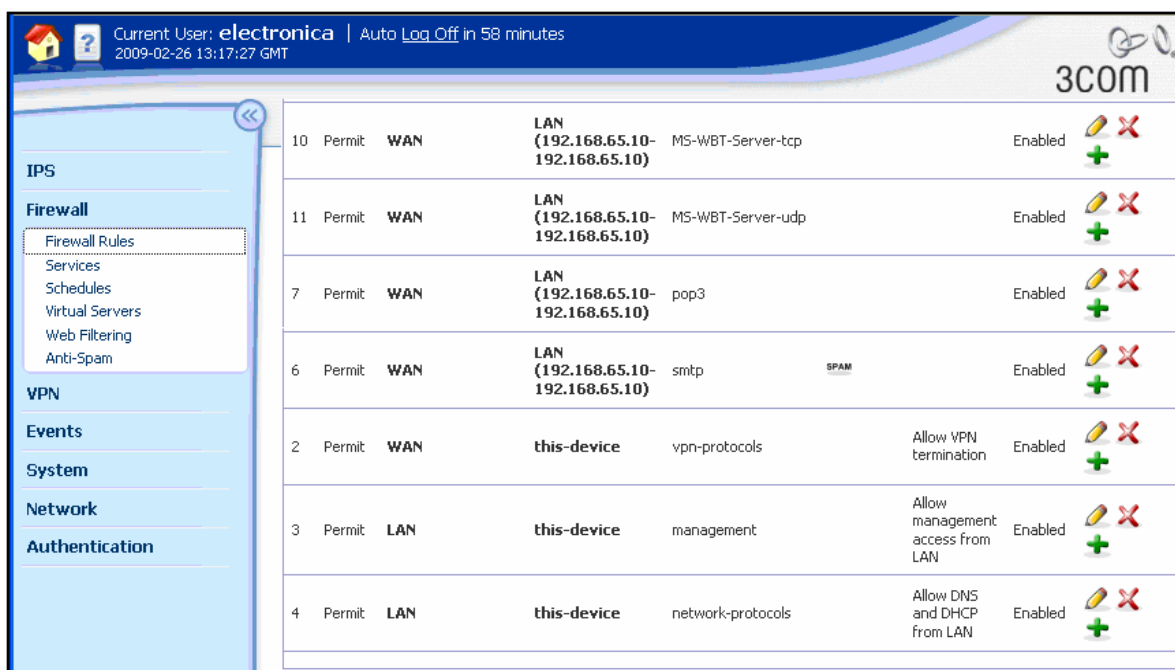 Current User: electronica | Auto Log Off in 58 minutes
2009-02-26 13:17:27 GMT
3com
IPS
Firewall
Firewall Rules
Services
Schedules
Virtual Servers
Web Filtering
Anti-Spam
VPN
Events
System
Network
Authentication
10 Permit WAN LAN (192.168.65.10- MS-WBT-Server-tcp Enabled
192.168.65.10)
11 Permit WAN LAN (192.168.65.10- MS-WBT-Server-udp Enabled
192.168.65.10)
7 Permit WAN LAN (192.168.65.10- pop3 Enabled
192.168.65.10)
6 Permit WAN LAN (192.168.65.10- smtp SPAM Enabled
192.168.65.10)
2 Permit WAN this-device vpn-protocols Allow VPN Enabled
termination
3 Permit LAN this-device management Allow
management
access from Enabled
LAN
4 Permit LAN this-device network-protocols Allow DNS
and DHCP Enabled
from LAN